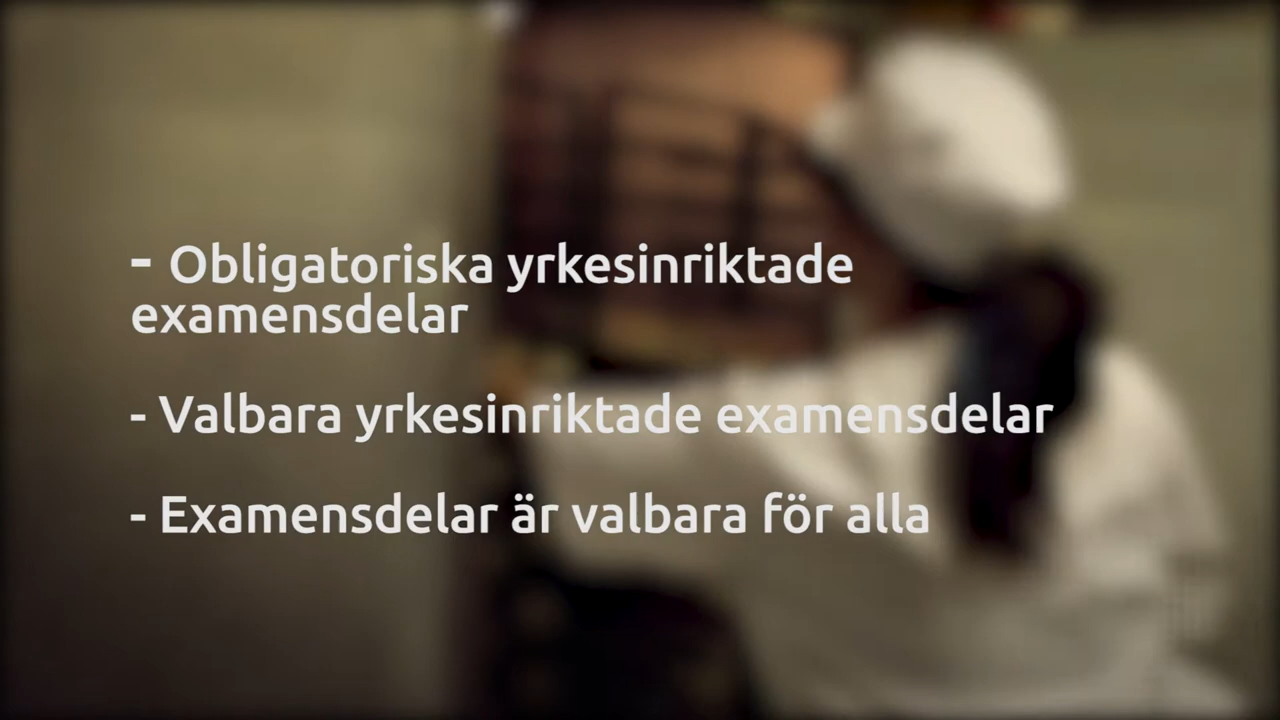 - Obligatoriska yrkesinriktade
examensdelar
- Valbara yrkesinriktade examensdelar
- Examensdelar är valbara för alla